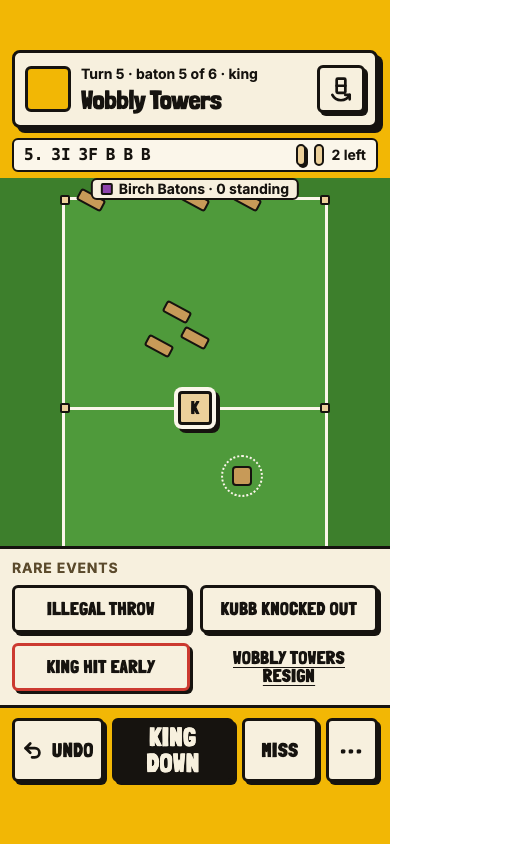 Turn 5 · baton 5 of 6 · king
Wobbly Towers
5. 3I 3F B B B
2 left
Birch Batons · 0 standing
K
RARE EVENTS
ILLEGAL THROW
KUBB KNOCKED OUT
KING HIT EARLY
WOBBLY TOWERS
RESIGN
UNDO
KING
DOWN
MISS